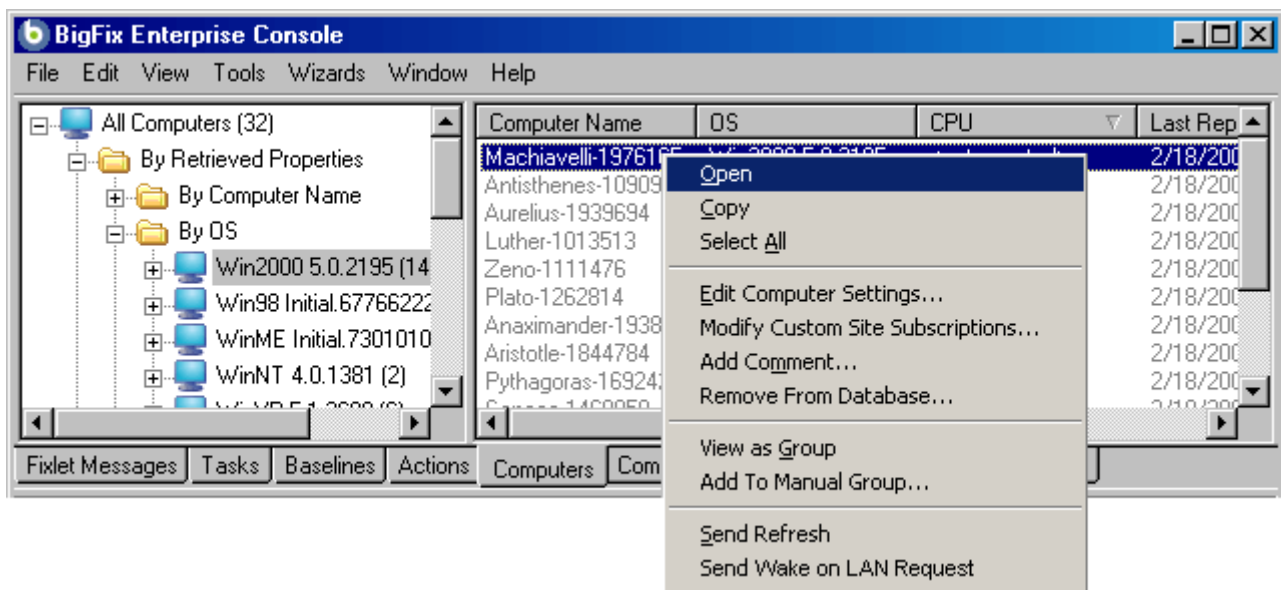 BigFix Enterprise Console
File Edit View Tools Wizards Window Help
All Computers (32)
By Retrieved Properties
By Computer Name
By OS
Win2000 5.0.2195 (14
Win98 Initial.67766222
WinME Initial.7301010
WinNT 4.0.1381 (2)
Computer Name OS CPU Last Rep
Machiavelli-1976165 Win2000 5.0.2195 2/18/200
Antisthenes-10909 2/18/200
Aurelius-1939694 2/18/200
Luther-1013513 2/18/200
Zeno-1111476 2/18/200
Plato-1262814 2/18/200
Anaximander-1938 2/18/200
Aristotle-1844784 2/18/200
Pythagoras-16924 2/18/200
Open
Copy
Select All
Edit Computer Settings...
Modify Custom Site Subscriptions...
Add Comment...
Remove From Database...
View as Group
Add To Manual Group...
Send Refresh
Send Wake on LAN Request
Fixlet Messages Tasks Baselines Actions Computers Com